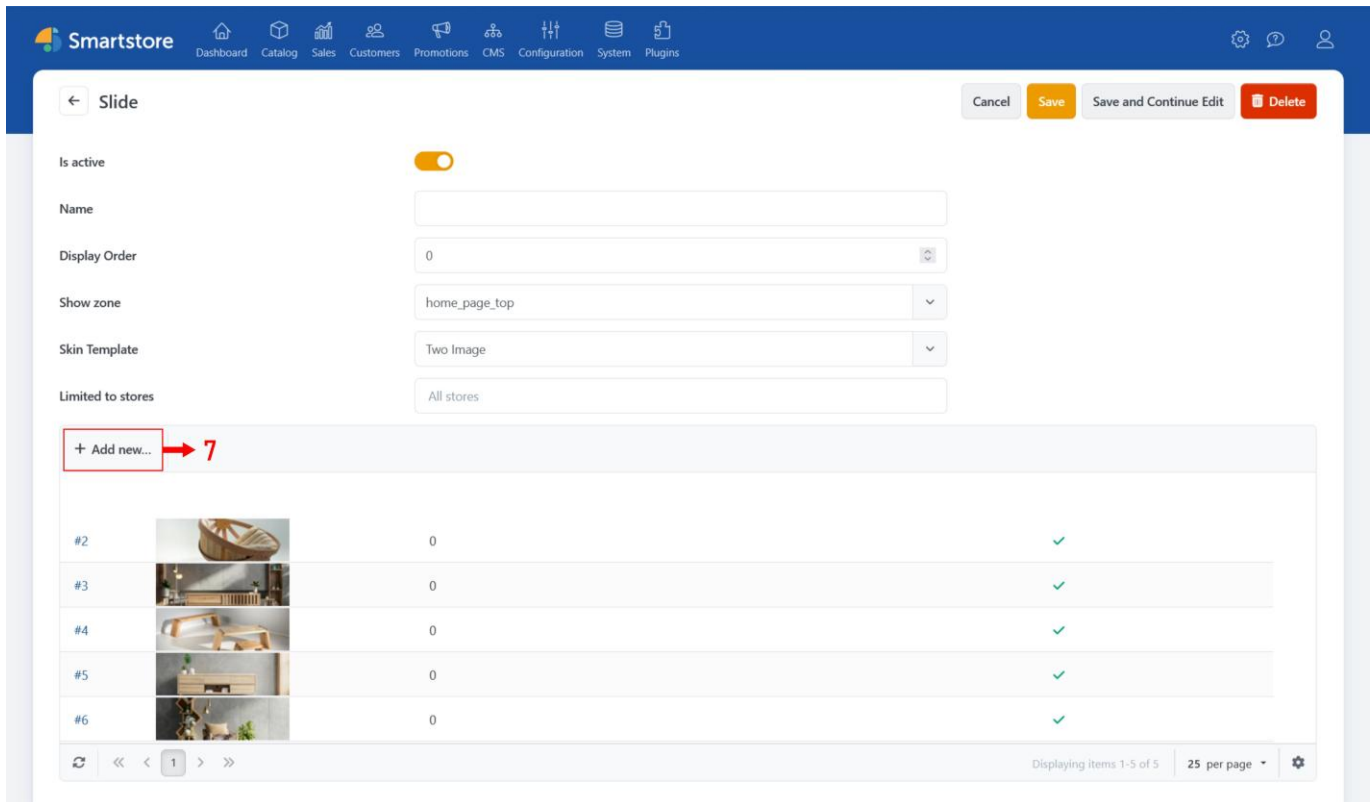 Smartstore
Dashboard Catalog Sales Customers Promotions CMS Configuration System Plugins
Slide
Cancel Save Save and Continue Edit Delete
Is active
Name
Display Order 0
Show zone home_page_top
Skin Template Two Image
Limited to stores All stores
+ Add new... 7
#2 0
#3 0
#4 0
#5 0
#6 0
1 Displaying items 1-5 of 5 25 per page